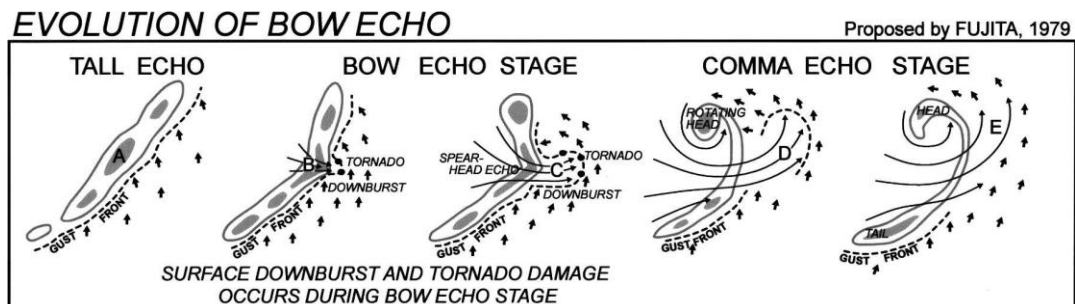 EVOLUTION OF BOW ECHO
Proposed by FUJITA, 1979
TALL ECHO
BOW ECHO STAGE
COMMA ECHO STAGE
A
GUST FRONT
B
TORNADO
DOWNBURST
GUST FRONT
SPEAR-
HEAD ECHO
C
TORNADO
DOWNBURST
GUST FRONT
ROTATING
HEAD
D
GUST FRONT
HEAD
E
TAIL
GUST FRONT
SURFACE DOWNBURST AND TORNADO DAMAGE
OCCURS DURING BOW ECHO STAGE